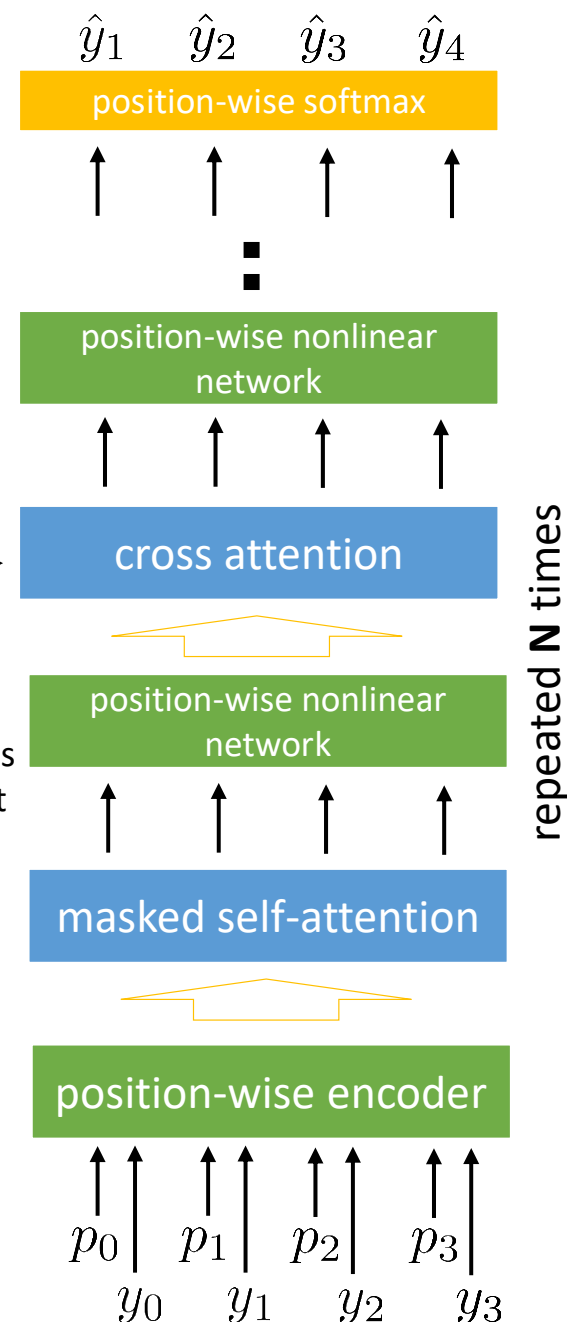 ŷ₁ ŷ₂ ŷ₃ ŷ₄
position-wise softmax
position-wise nonlinear
network
cross attention
repeated N times
position-wise nonlinear
network
s
t
masked self-attention
position-wise encoder
p₀ p₁ p₂ p₃
y₀ y₁ y₂ y₃